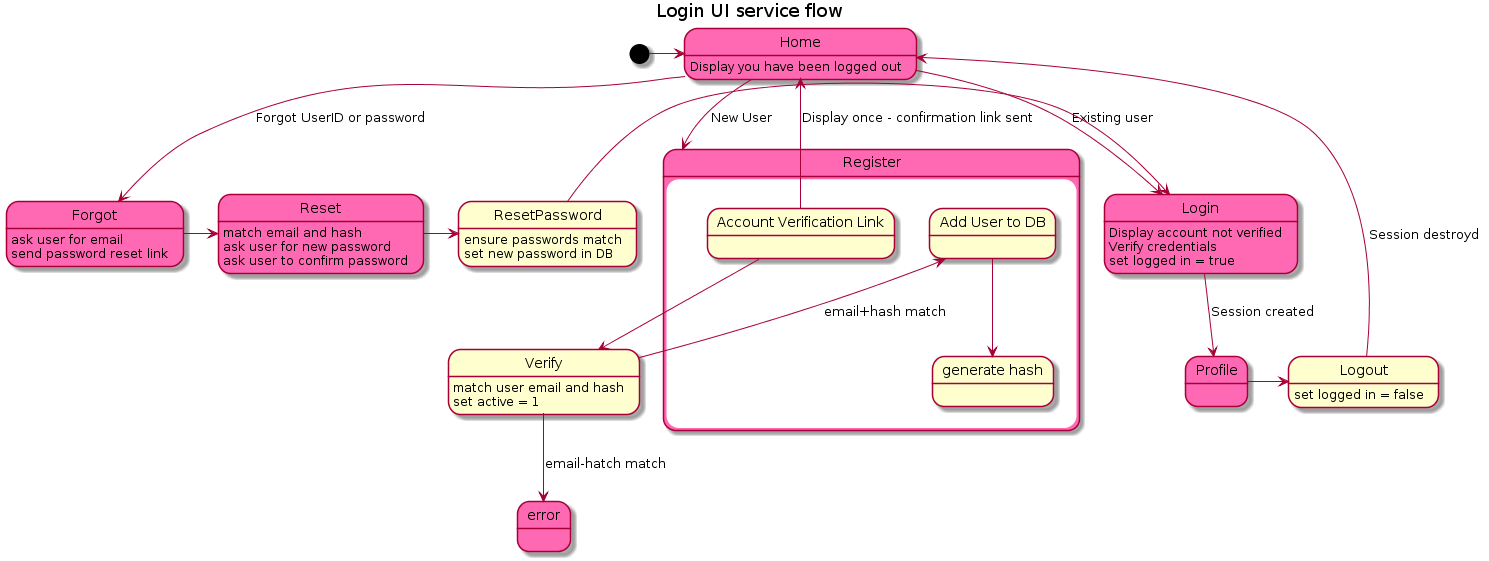 Login UI service flow
Home
Display you have been logged out
Forgot UserID or password
New User
Display once - confirmation link sent
Existing user
Register
Forgot
ask user for email
send password reset link
Reset
match email and hash
ask user for new password
ask user to confirm password
ResetPassword
ensure passwords match
set new password in DB
Account Verification Link
Add User to DB
Login
Display account not verified
Verify credentials
set logged in = true
Session destroyd
email+hash match
Session created
Verify
match user email and hash
set active = 1
generate hash
Profile
Logout
set logged in = false
email-hatch match
error